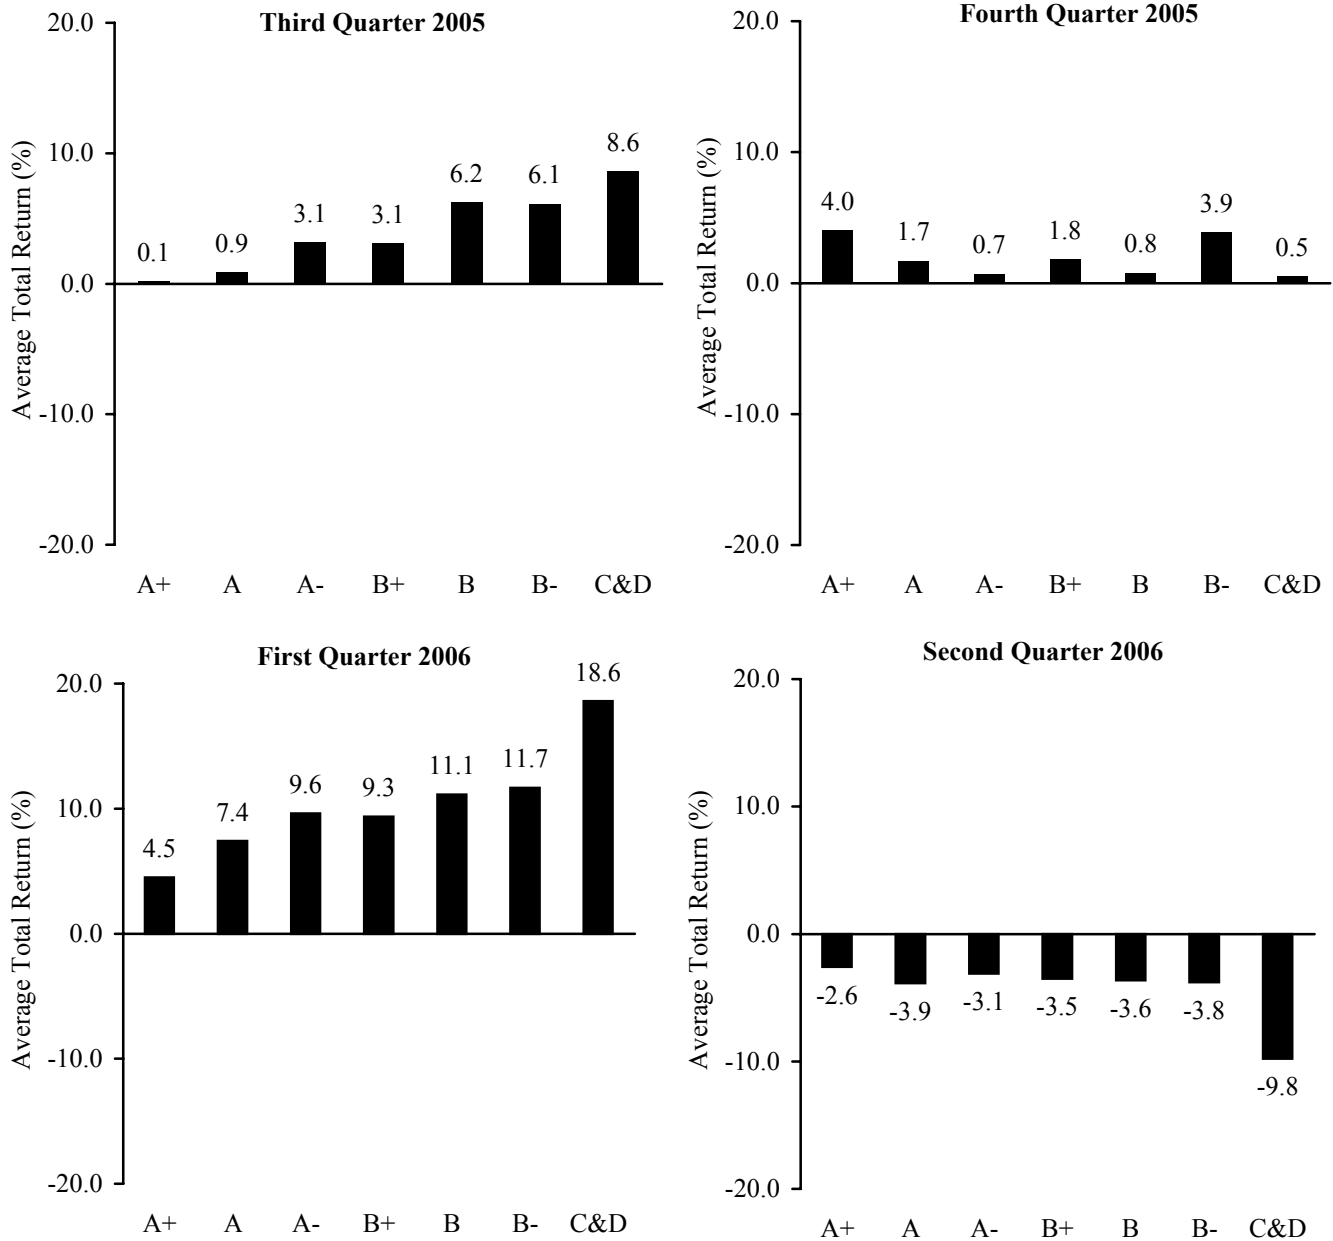 Third Quarter 2005
Average Total Return (%)
20.0
10.0
0.0
-10.0
-20.0
0.1 0.9 3.1 3.1 6.2 6.1 8.6
A+ A A- B+ B B- C&D
Fourth Quarter 2005
Average Total Return (%)
20.0
10.0
0.0
-10.0
-20.0
4.0 1.7 0.7 1.8 0.8 3.9 0.5
A+ A A- B+ B B- C&D
First Quarter 2006
Average Total Return (%)
20.0
10.0
0.0
-10.0
-20.0
4.5 7.4 9.6 9.3 11.1 11.7 18.6
A+ A A- B+ B B- C&D
Second Quarter 2006
Average Total Return (%)
20.0
10.0
0.0
-10.0
-20.0
-2.6 -3.9 -3.1 -3.5 -3.6 -3.8 -9.8
A+ A A- B+ B B- C&D